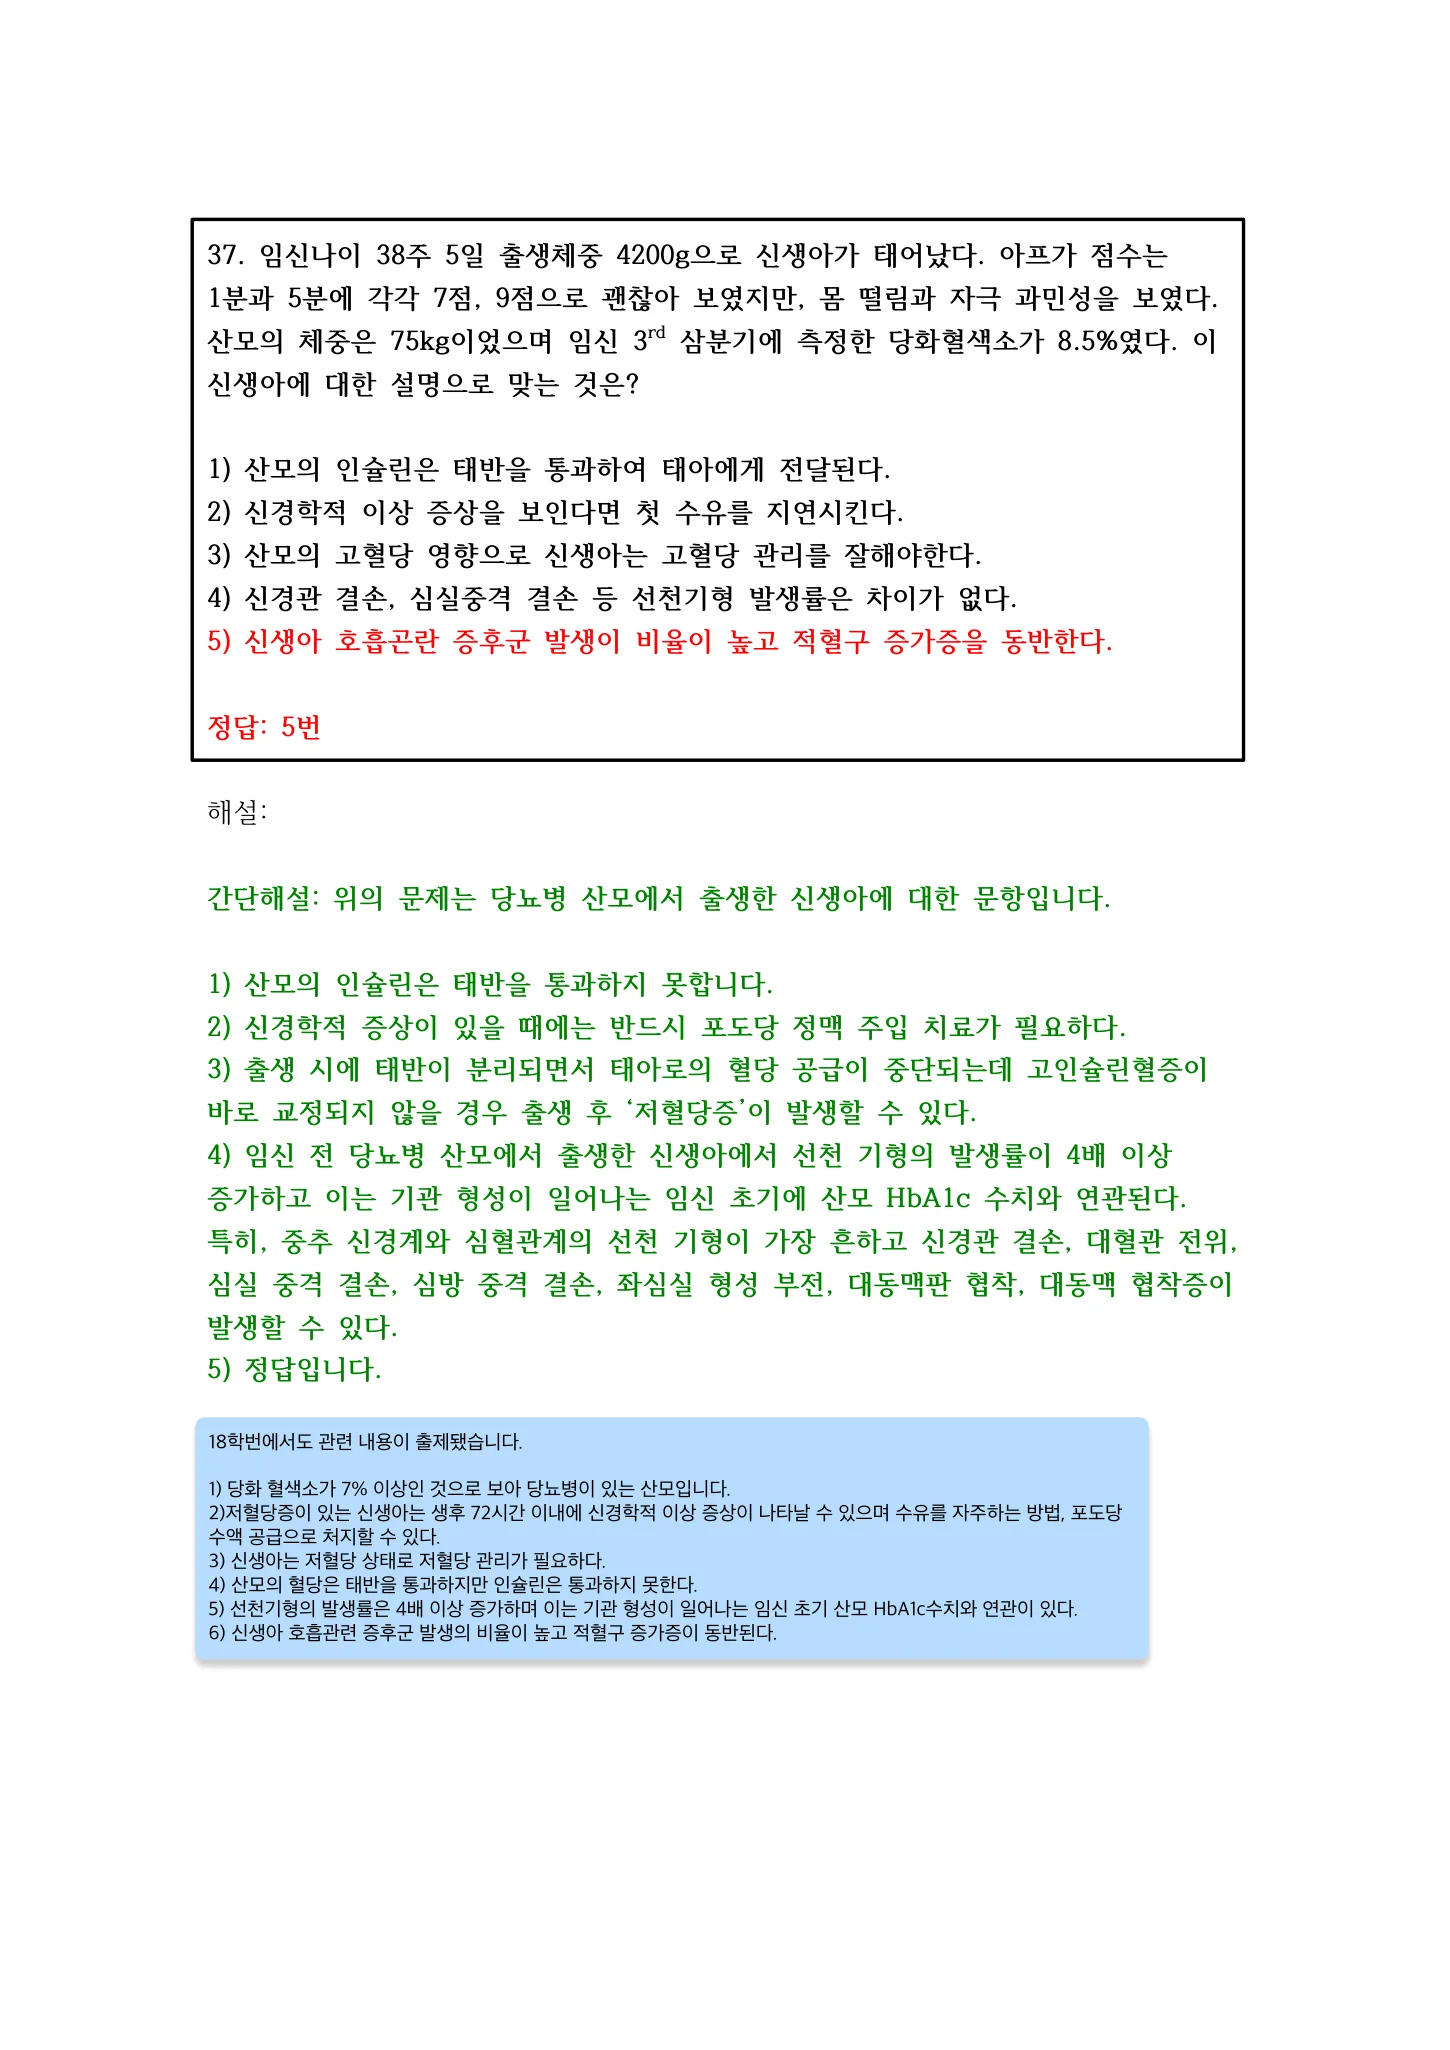 37. 임신나이 38주 5일 출생체중 4200g으로 신생아가 태어났다. 아프가 점수는
1분과 5분에 각각 7점, 9점으로 괜찮아 보였지만, 몸 떨림과 자극 과민성을 보였다.
산모의 체중은 75kg이었으며 임신 3rd 삼분기에 측정한 당화혈색소가 8.5%였다. 이
신생아에 대한 설명으로 맞는 것은?
1) 산모의 인슐린은 태반을 통과하여 태아에게 전달된다.
2) 신경학적 이상 증상을 보인다면 첫 수유를 지연시킨다.
3) 산모의 고혈당 영향으로 신생아는 고혈당 관리를 잘해야한다.
4) 신경관 결손, 심실중격 결손 등 선천기형 발생률은 차이가 없다.
5) 신생아 호흡곤란 증후군 발생이 비율이 높고 적혈구 증가증을 동반한다.
정답: 5번
해설:
간단해설: 위의 문제는 당뇨병 산모에서 출생한 신생아에 대한 문항입니다.
1) 산모의 인슐린은 태반을 통과하지 못합니다.
2) 신경학적 증상이 있을 때에는 반드시 포도당 정맥 주입 치료가 필요하다.
3) 출생 시에 태반이 분리되면서 태아로의 혈당 공급이 중단되는데 고인슐린혈증이
바로 교정되지 않을 경우 출생 후 ‘저혈당증’이 발생할 수 있다.
4) 임신 전 당뇨병 산모에서 출생한 신생아에서 선천 기형의 발생률이 4배 이상
증가하고 이는 기관 형성이 일어나는 임신 초기에 산모 HbA1c 수치와 연관된다.
특히, 중추 신경계와 심혈관계의 선천 기형이 가장 흔하고 신경관 결손, 대혈관 전위,
심실 중격 결손, 심방 중격 결손, 좌심실 형성 부전, 대동맥판 협착, 대동맥 협착증이
발생할 수 있다.
5) 정답입니다.
18학번에서도 관련 내용이 출제됐습니다.
1) 당화 혈색소가 7% 이상인 것으로 보아 당뇨병이 있는 산모입니다.
2)저혈당증이 있는 신생아는 생후 72시간 이내에 신경학적 이상 증상이 나타날 수 있으며 수유를 자주하는 방법, 포도당
수액 공급으로 처지할 수 있다.
3) 신생아는 저혈당 상태로 저혈당 관리가 필요하다.
4) 산모의 혈당은 태반을 통과하지만 인슐린은 통과하지 못한다.
5) 선천기형의 발생률은 4배 이상 증가하며 이는 기관 형성이 일어나는 임신 초기 산모 HbA1c수치와 연관이 있다.
6) 신생아 호흡관련 증후군 발생의 비율이 높고 적혈구 증가증이 동반된다.